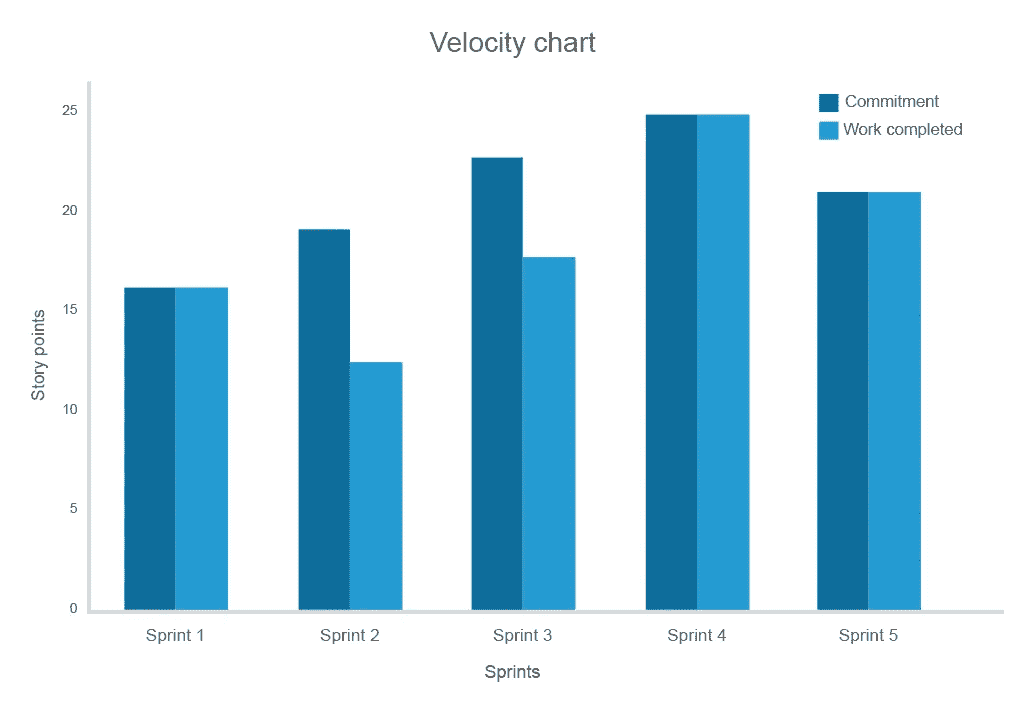 Velocity chart
Commitment
Work completed
25
20
15
10
5
0
Story points
Sprint 1
Sprint 2
Sprint 3
Sprint 4
Sprint 5
Sprints